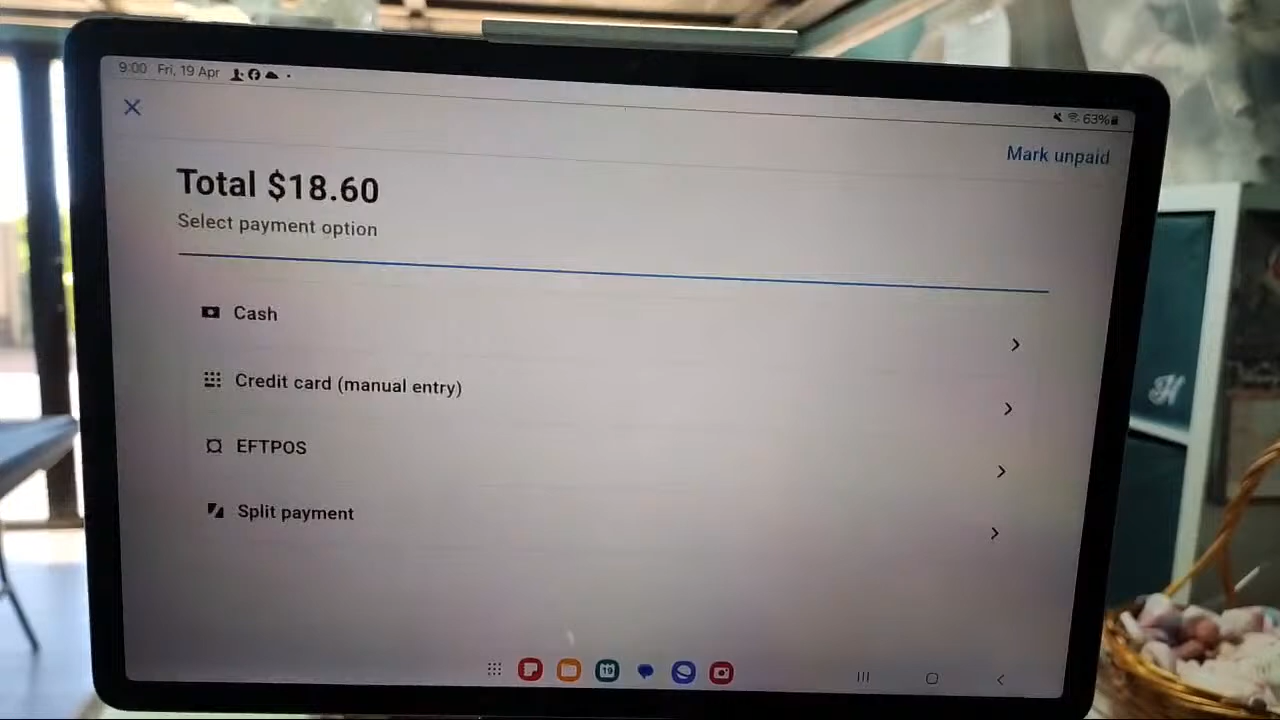 9:00 Fri, 19 Apr
63%
Mark unpaid
Total $18.60
Select payment option
Cash
Credit card (manual entry)
EFTPOS
Split payment
19
H